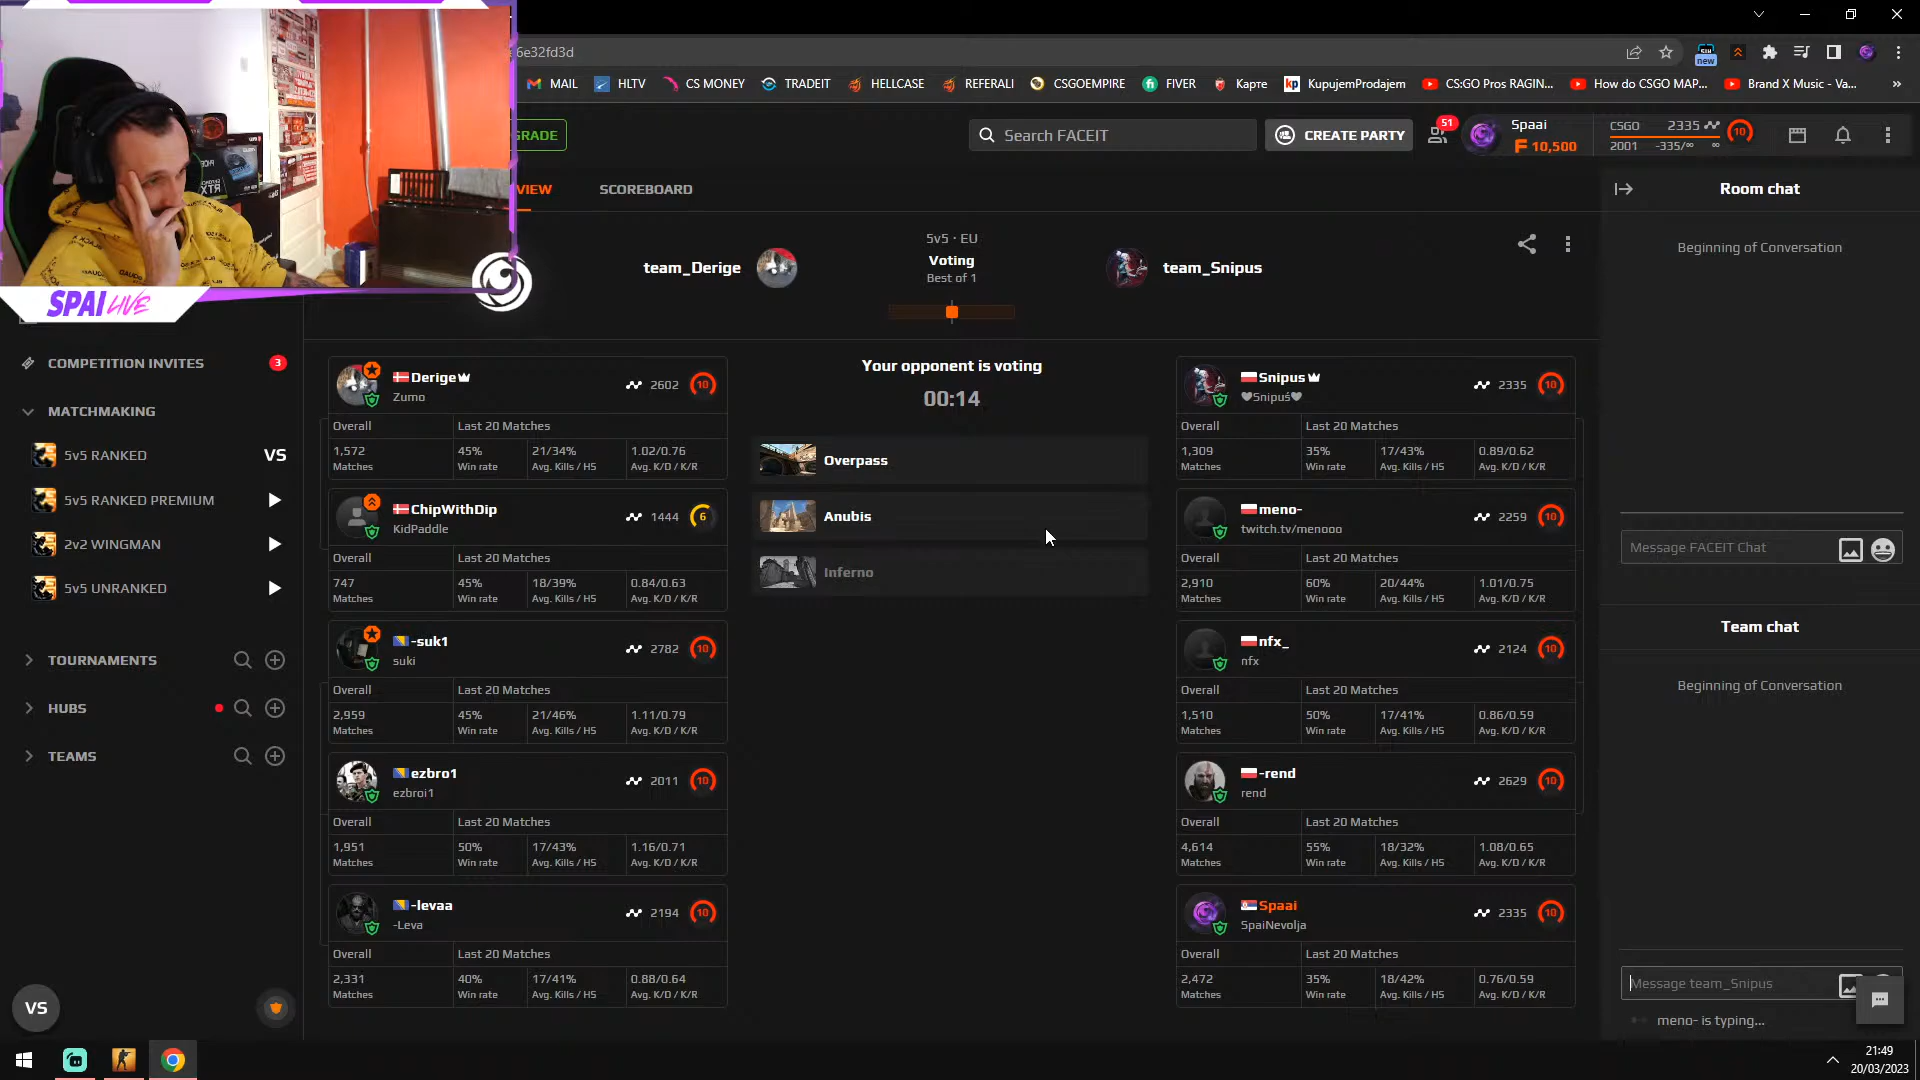 6e32fd3d
new
MAIL
HLTV
CS MONEY
TRADEIT
HELLCASE
REFERALI
CSGOEMPIRE
FIVER
Карте
kp KupujemProdajem
CS:GO Pros RAGIN...
How do CSGO MAP...
Brand X Music - Va...
»
GRADE
Search FACEIT
CREATE PARTY
51
Spaai
10,500
CSGO 2335
2001 -335/∞ ∞
10
VIEW
SCOREBOARD
Room chat
Beginning of Conversation
team_Derige
5v5 · EU
Voting
Best of 1
team_Snipus
SPAI LIVE
COMPETITION INVITES 3
MATCHMAKING
5v5 RANKED VS
5v5 RANKED PREMIUM
2v2 WINGMAN
5v5 UNRANKED
TOURNAMENTS
HUBS
TEAMS
VS
Derige
Zumo
2602 10
Overall Last 20 Matches
1,572 45% 21/34% 1.02/0.76
Matches Win rate Avg. Kills / HS Avg. K/D / K/R
ChipWithDip
KidPaddle
1444 6
Overall Last 20 Matches
747 45% 18/39% 0.84/0.63
Matches Win rate Avg. Kills / HS Avg. K/D / K/R
-suk1
suki
2782 10
Overall Last 20 Matches
2,959 45% 21/46% 1.11/0.79
Matches Win rate Avg. Kills / HS Avg. K/D / K/R
ezbro1
ezbroi1
2011 10
Overall Last 20 Matches
1,951 50% 17/43% 1.16/0.71
Matches Win rate Avg. Kills / HS Avg. K/D / K/R
-levaa
-Leva
2194 10
Overall Last 20 Matches
2,331 40% 17/41% 0.88/0.64
Matches Win rate Avg. Kills / HS Avg. K/D / K/R
Your opponent is voting
00:14
Overpass
Anubis
Inferno
Snipus
♥Snipuś♥
2335 10
Overall Last 20 Matches
1,309 35% 17/43% 0.89/0.62
Matches Win rate Avg. Kills / HS Avg. K/D / K/R
meno-
twitch.tv/menooo
2259 10
Overall Last 20 Matches
2,910 60% 20/44% 1.01/0.75
Matches Win rate Avg. Kills / HS Avg. K/D / K/R
nfx_
nfx
2124 10
Overall Last 20 Matches
1,510 50% 17/41% 0.86/0.59
Matches Win rate Avg. Kills / HS Avg. K/D / K/R
-rend
rend
2629 10
Overall Last 20 Matches
4,614 55% 18/32% 1.08/0.65
Matches Win rate Avg. Kills / HS Avg. K/D / K/R
Spaai
SpaiNevolja
2335 10
Overall Last 20 Matches
2,472 35% 18/42% 0.76/0.59
Matches Win rate Avg. Kills / HS Avg. K/D / K/R
Message FACEIT Chat
Team chat
Beginning of Conversation
Message team_Snipus
meno- is typing...
21:49
20/03/2023